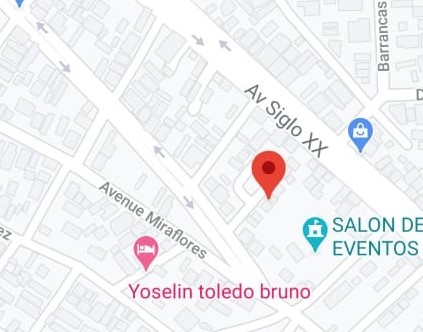 Barrancas
Av Siglo XX
SALON DE
EVENTOS
Avenue Miraflores
Yoselin toledo bruno